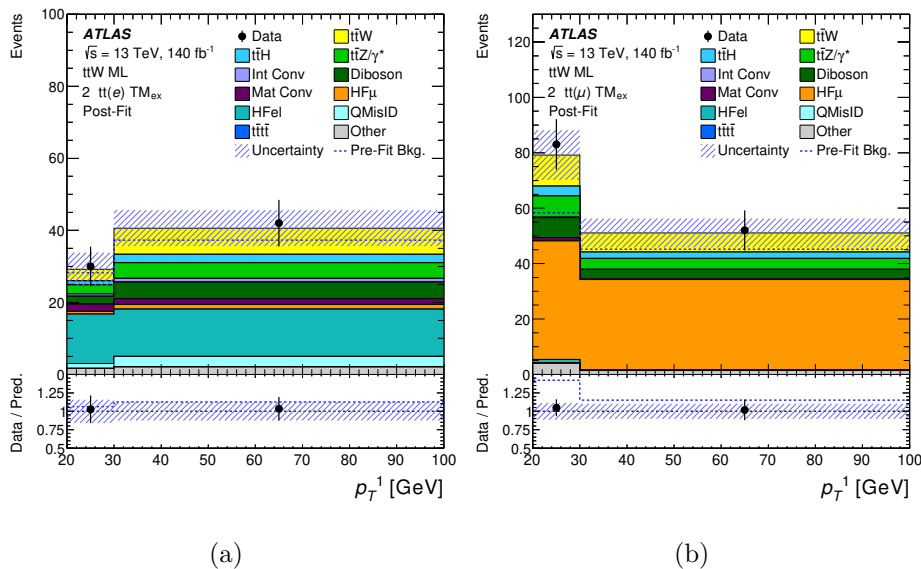 Events
100
80
60
40
20
0
ATLAS
√s = 13 TeV, 140 fb-1
ttW ML
2 tt(e) TMex
Post-Fit
Data
tt̄W
tt̄H
tt̄Z/γ*
Int Conv
Diboson
Mat Conv
HFμ
HFel
QMisID
tt̄tt̄
Other
Uncertainty
Pre-Fit Bkg.
Data / Pred.
1.25
1
0.75
0.5
20 30 40 50 60 70 80 90 100
pT1 [GeV]
(a)
Events
120
100
80
60
40
20
0
ATLAS
√s = 13 TeV, 140 fb-1
ttW ML
2 tt(μ) TMex
Post-Fit
Data
tt̄W
tt̄H
tt̄Z/γ*
Int Conv
Diboson
Mat Conv
HFμ
HFel
QMisID
tt̄tt̄
Other
Uncertainty
Pre-Fit Bkg.
Data / Pred.
1.25
1
0.75
0.5
20 30 40 50 60 70 80 90 100
pT1 [GeV]
(b)